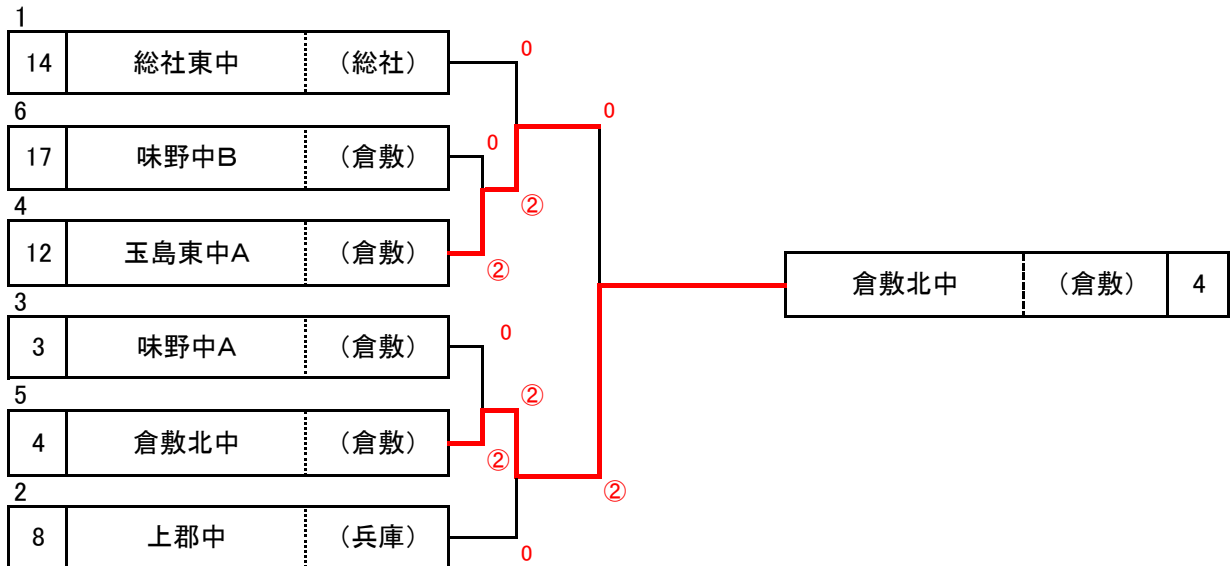 1
14 総社東中 （総社）
0
6
0
17 味野中B （倉敷）
0
4
②
12 玉島東中A （倉敷）
②
倉敷北中 （倉敷） 4
3
0
3 味野中A （倉敷）
5
②
4 倉敷北中 （倉敷）
②
2
②
8 上郡中 （兵庫）
0